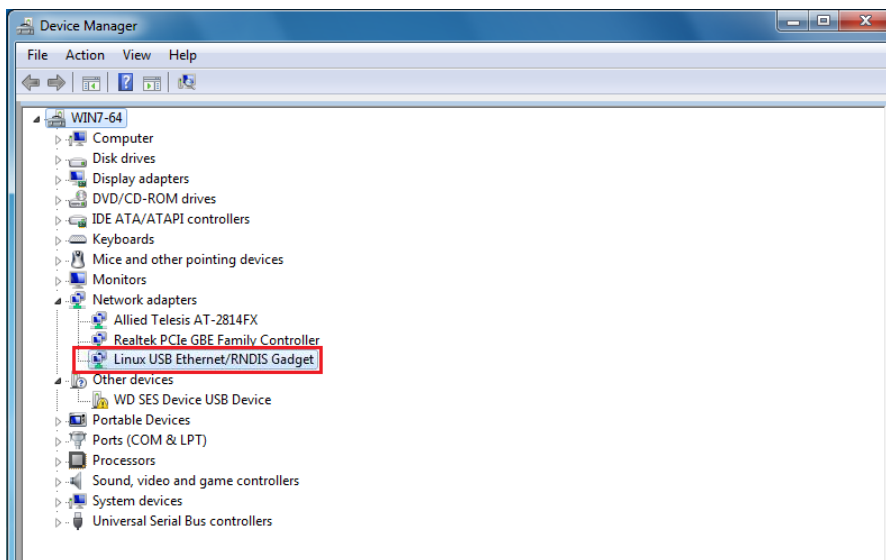 Device Manager
File Action View Help
WIN7-64
Computer
Disk drives
Display adapters
DVD/CD-ROM drives
IDE ATA/ATAPI controllers
Keyboards
Mice and other pointing devices
Monitors
Network adapters
Allied Telesis AT-2814FX
Realtek PCIe GBE Family Controller
Linux USB Ethernet/RNDIS Gadget
Other devices
WD SES Device USB Device
Portable Devices
Ports (COM & LPT)
Processors
Sound, video and game controllers
System devices
Universal Serial Bus controllers